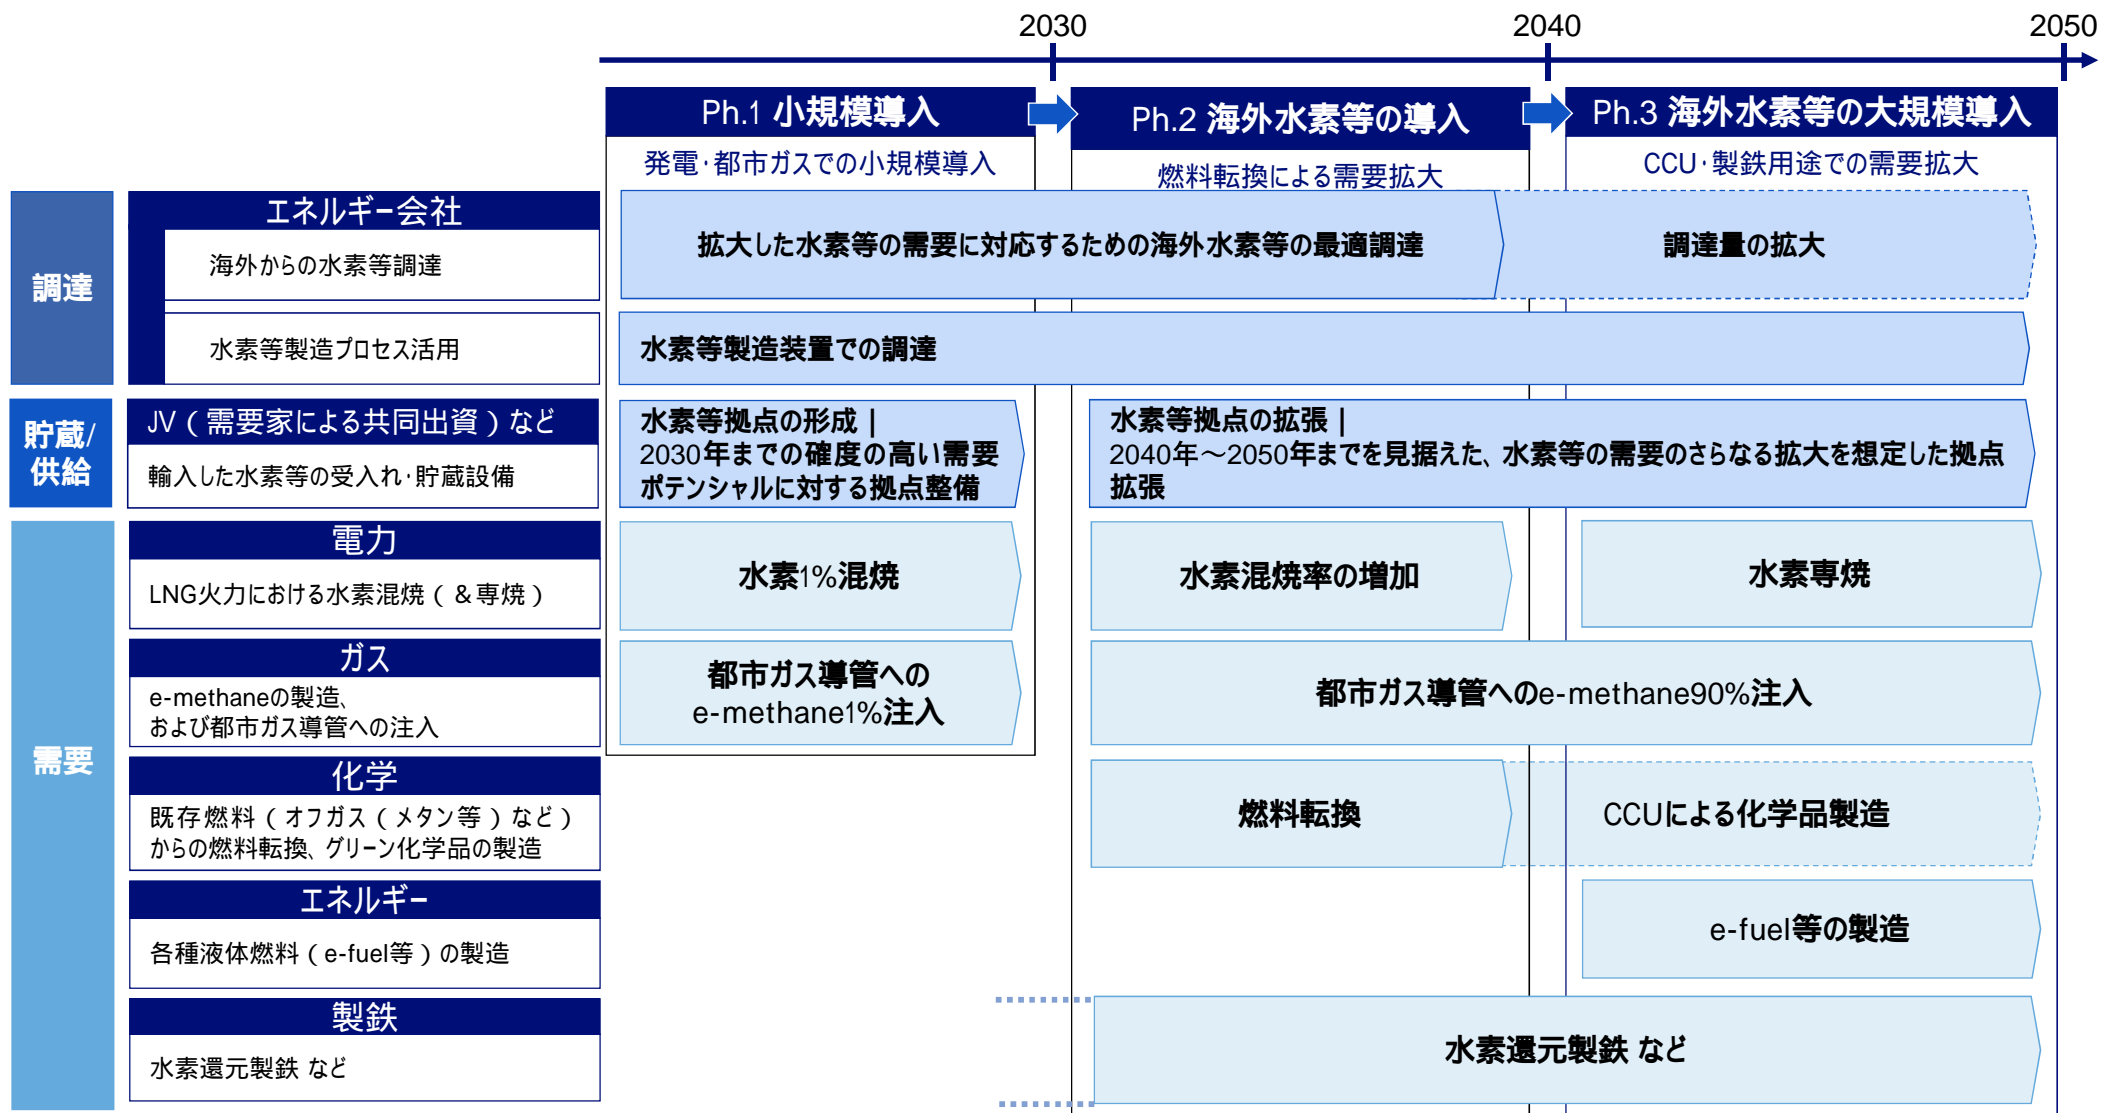 2030
2040
2050
Ph.1 小規模導入
Ph.2 海外水素等の導入
Ph.3 海外水素等の大規模導入
発電・都市ガスでの小規模導入
燃料転換による需要拡大
CCU・製鉄用途での需要拡大
調達
エネルギー会社
海外からの水素等調達
拡大した水素等の需要に対応するための海外水素等の最適調達
調達量の拡大
水素等製造プロセス活用
水素等製造装置での調達
貯蔵/
供給
JV（需要家による共同出資）など
輸入した水素等の受入れ・貯蔵設備
水素等拠点の形成 |
2030年までの確度の高い需要
ポテンシャルに対する拠点整備
水素等拠点の拡張 |
2040年～2050年までを見据えた、水素等の需要のさらなる拡大を想定した拠点
拡張
需要
電力
LNG火力における水素混焼（＆専焼）
水素1%混焼
水素混焼率の増加
水素専焼
ガス
e-methaneの製造、
および都市ガス導管への注入
都市ガス導管への
e-methane1%注入
都市ガス導管へのe-methane90%注入
化学
既存燃料（オフガス（メタン等）など）
からの燃料転換、グリーン化学品の製造
燃料転換
CCUによる化学品製造
エネルギー
各種液体燃料（e-fuel等）の製造
e-fuel等の製造
製鉄
水素還元製鉄 など
水素還元製鉄 など